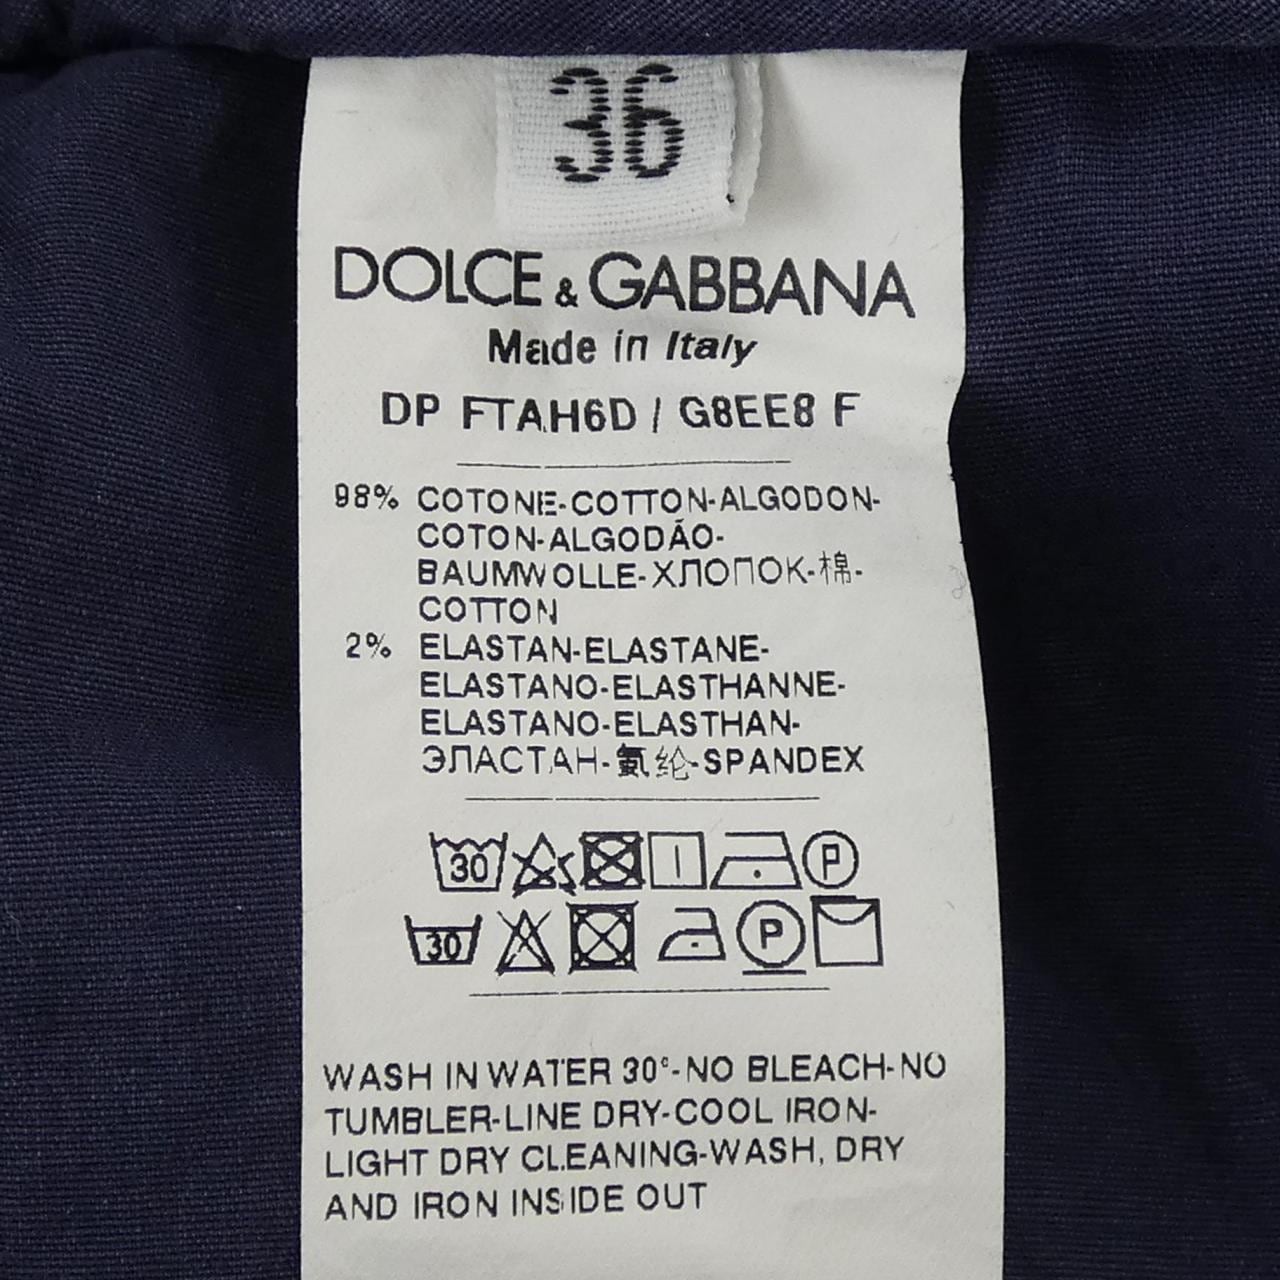 36
DOLCE & GABBANA
Made in Italy
DP FTAH6D / G8EE8 F
98% COTONE-COTTON-ALGODON-
COTON-ALGODÃO-
BAUMWOLLE-ХЛОПОК-棉-
COTTON
2% ELASTAN-ELASTANE-
ELASTANO-ELASTHANNE-
ELASTANO-ELASTHAN-
ЭЛАСТАН-氨纶-SPANDEX
30 P
30 P
WASH IN WATER 30°-NO BLEACH-NO
TUMBLER-LINE DRY-COOL IRON-
LIGHT DRY CLEANING-WASH, DRY
AND IRON INSIDE OUT